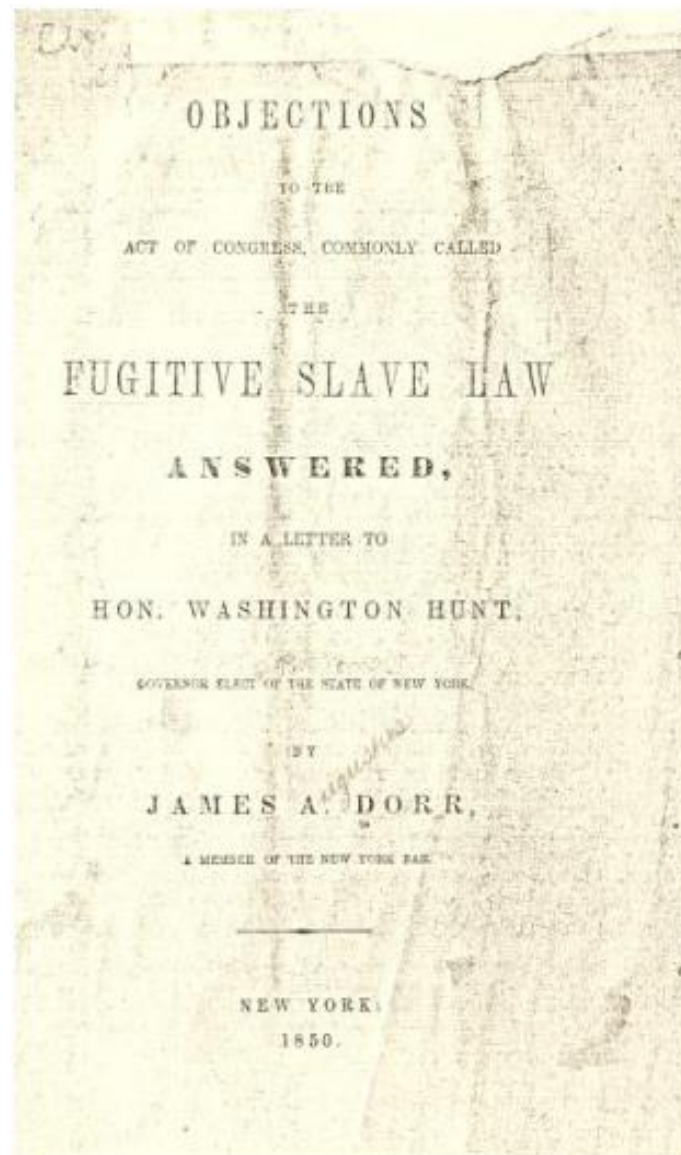 OBJECTIONS
TO THE
ACT OF CONGRESS, COMMONLY CALLED
THE
FUGITIVE SLAVE LAW
ANSWERED,
IN A LETTER TO
HON. WASHINGTON HUNT,
GOVERNOR ELECT OF THE STATE OF NEW YORK,
BY
ugustus
JAMES A. DORR,
A MEMBER OF THE NEW YORK BAR.
NEW YORK:
1850.